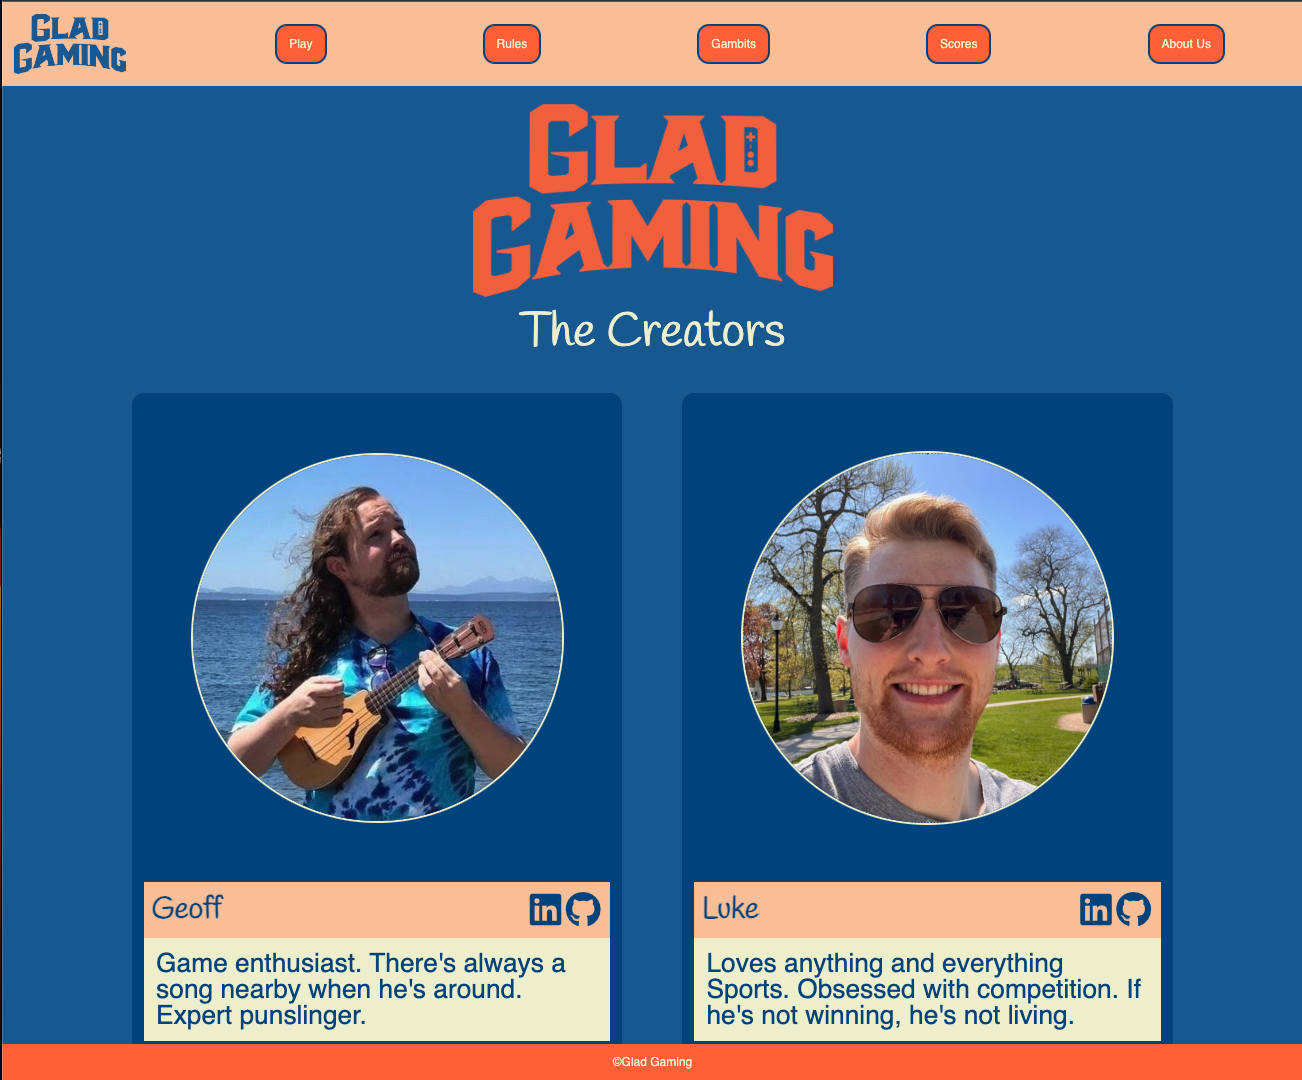 GLAD
GAMING
Play
Rules
Gambits
Scores
About Us
GLAD
GAMING
The Creators
Geoff
in
Game enthusiast. There's always a
song nearby when he's around.
Expert punslinger.
Luke
in
Loves anything and everything
Sports. Obsessed with competition. If
he's not winning, he's not living.
©Glad Gaming